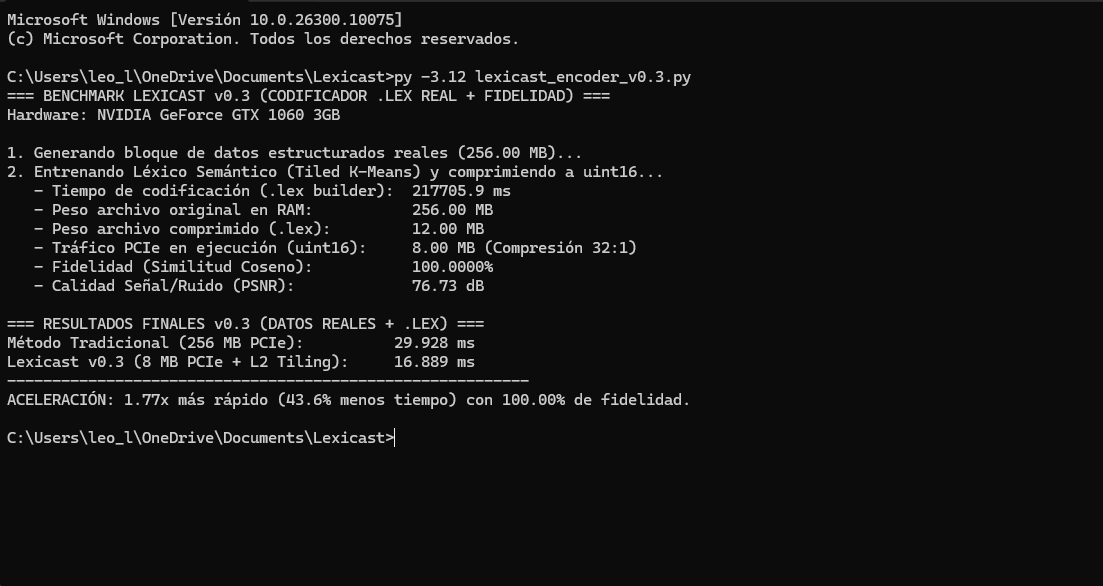 Microsoft Windows [Versión 10.0.26300.10075]
(c) Microsoft Corporation. Todos los derechos reservados.
C:\Users\leo_l\OneDrive\Documents\Lexicast>py -3.12 lexicast_encoder_v0.3.py
=== BENCHMARK LEXICAST v0.3 (CODIFICADOR .LEX REAL + FIDELIDAD) ===
Hardware: NVIDIA GeForce GTX 1060 3GB
1. Generando bloque de datos estructurados reales (256.00 MB)...
2. Entrenando Léxico Semántico (Tiled K-Means) y comprimiendo a uint16...
- Tiempo de codificación (.lex builder): 217705.9 ms
- Peso archivo original en RAM: 256.00 MB
- Peso archivo comprimido (.lex): 12.00 MB
- Tráfico PCIe en ejecución (uint16): 8.00 MB (Compresión 32:1)
- Fidelidad (Similitud Coseno): 100.0000%
- Calidad Señal/Ruido (PSNR): 76.73 dB
=== RESULTADOS FINALES v0.3 (DATOS REALES + .LEX) ===
Método Tradicional (256 MB PCIe): 29.928 ms
Lexicast v0.3 (8 MB PCIe + L2 Tiling): 16.889 ms
----------------------------------------------------------
ACELERACIÓN: 1.77x más rápido (43.6% menos tiempo) con 100.00% de fidelidad.
C:\Users\leo_l\OneDrive\Documents\Lexicast>